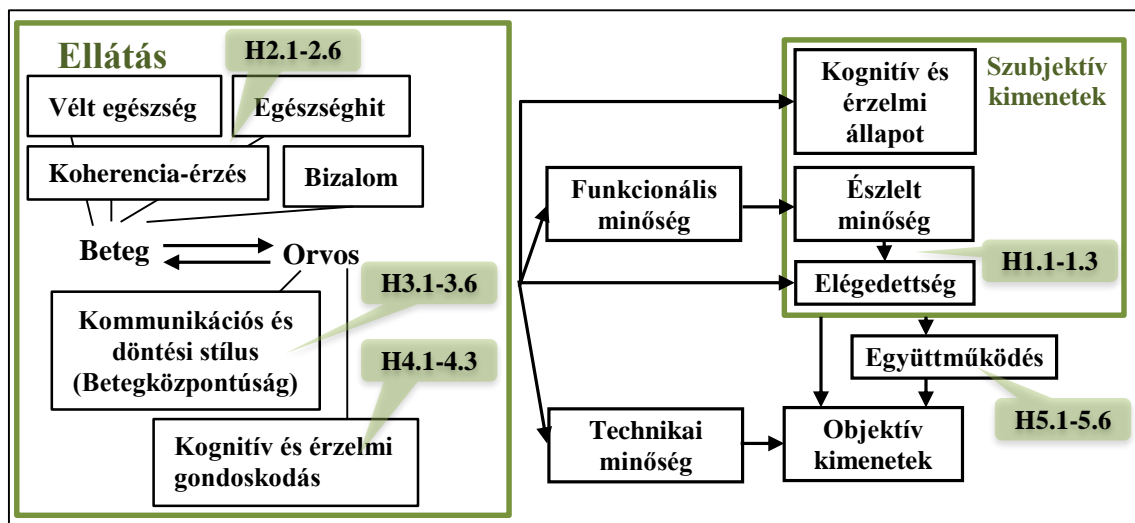 Ellátás
H2.1-2.6
Vélt egészség
Egészséghit
Koherencia-érzés
Bizalom
Beteg
Orvos
H3.1-3.6
Kommunikációs és
döntési stílus
(Betegközpontúság)
H4.1-4.3
Kognitív és érzelmi
gondoskodás
Funkcionális
minőség
Technikai
minőség
Kognitív és
érzelmi
állapot
Szubjektív
kimenetek
Észlelt
minőség
H1.1-1.3
Elégedettség
Együttműködés
H5.1-5.6
Objektív
kimenetek